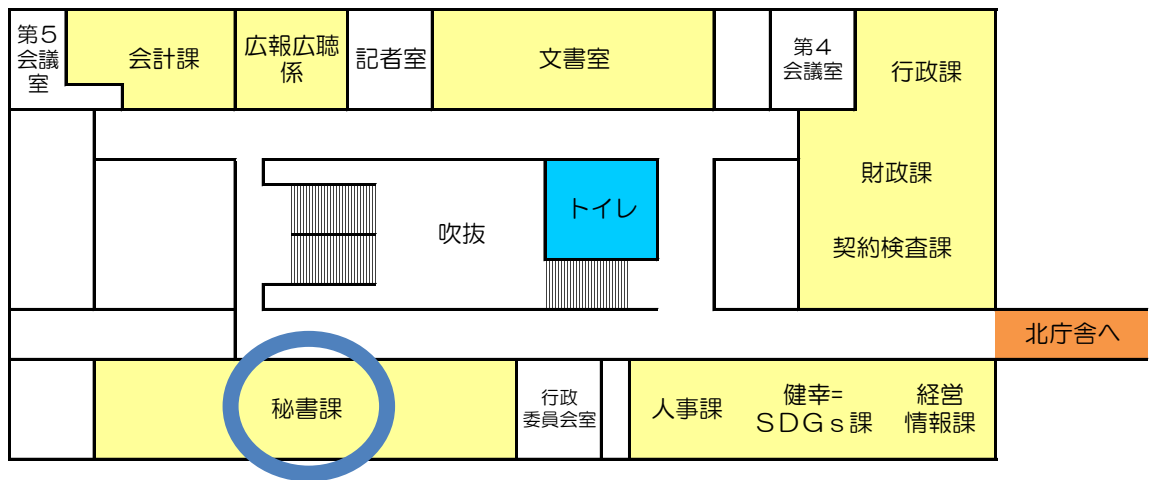 第５
会議
室
会計課
広報広聴
係
記者室
文書室
第４
会議室
行政課
財政課
トイレ
吹抜
契約検査課
北庁舎へ
秘書課
行政
委員会室
人事課
健幸=
ＳＤＧｓ課
経営
情報課